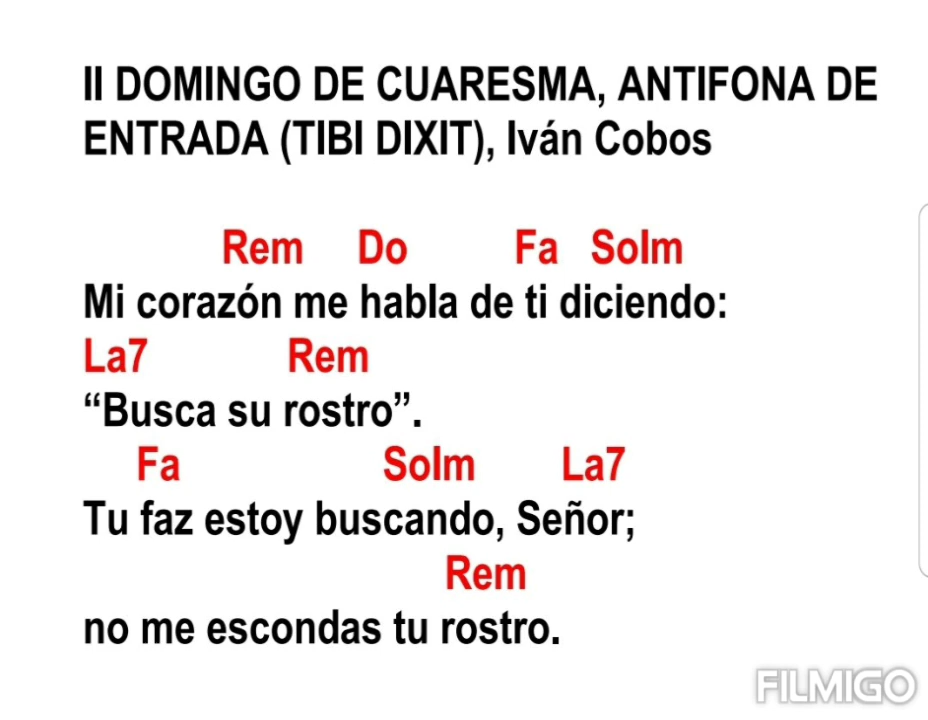 II DOMINGO DE CUARESMA, ANTIFONA DE
ENTRADA (TIBI DIXIT), Iván Cobos
Rem Do Fa Solm
Mi corazón me habla de ti diciendo:
La7 Rem
“Busca su rostro”.
Fa Solm La7
Tu faz estoy buscando, Señor;
Rem
no me escondas tu rostro.
FILMIGO